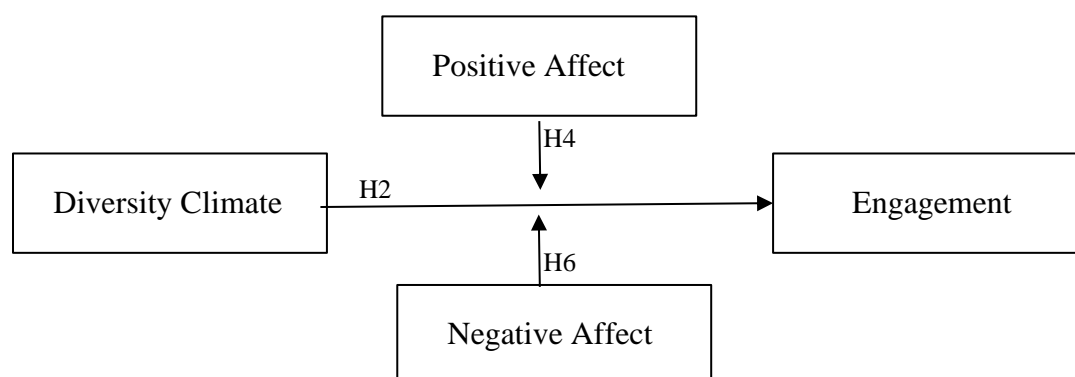 Positive Affect
H4
Diversity Climate
H2
Engagement
H6
Negative Affect